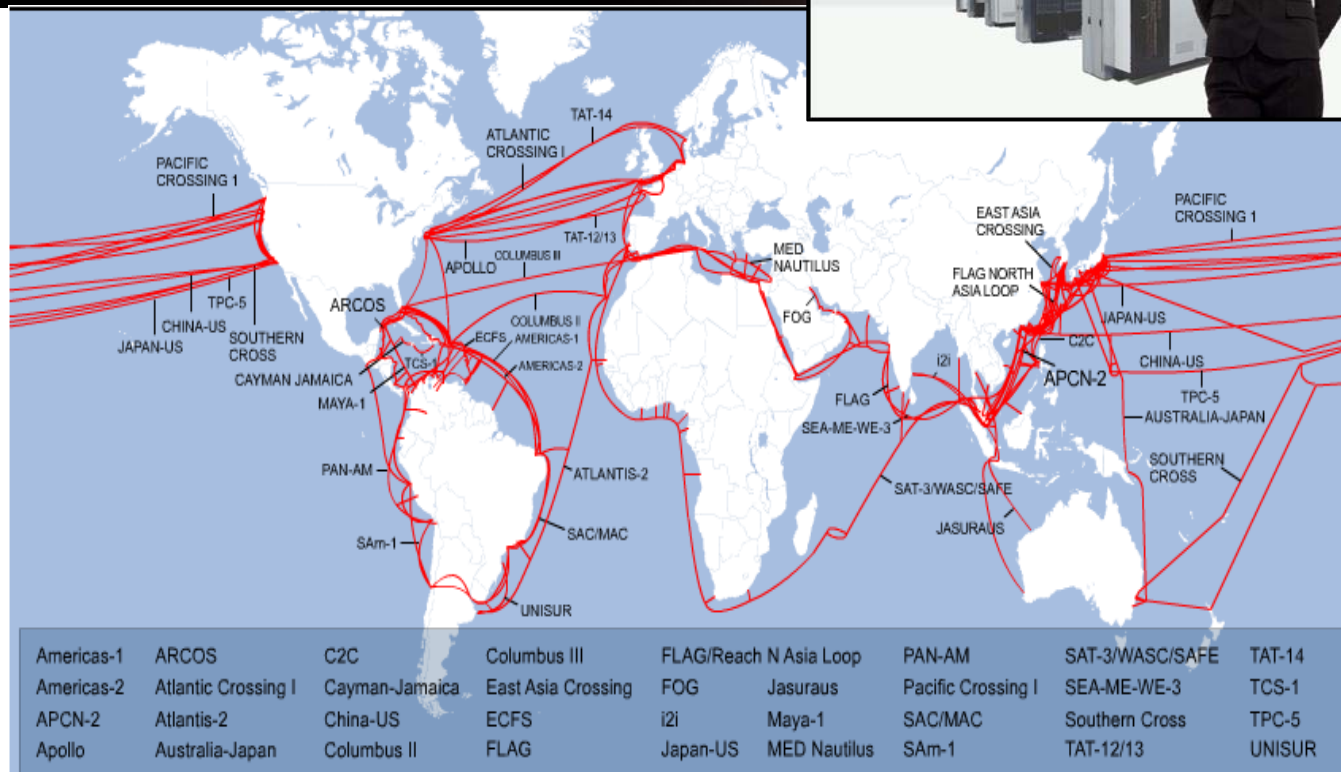 TAT-14
ATLANTIC
CROSSING I
PACIFIC
CROSSING 1
TAT-12/13
APOLLO
COLUMBUS III
MED
NAUTILUS
EAST ASIA
CROSSING
PACIFIC
CROSSING 1
FLAG NORTH
ASIA LOOP
FOG
TPC-5
CHINA-US
JAPAN-US
SOUTHERN
CROSS
ARCOS
COLUMBUS II
ECFS
AMERICAS-1
AMERICAS-2
TCS-1
CAYMAN JAMAICA
MAYA-1
JAPAN-US
C2C
CHINA-US
i2i
APCN-2
FLAG
TPC-5
AUSTRALIA-JAPAN
SEA-ME-WE-3
PAN-AM
ATLANTIS-2
SOUTHERN
CROSS
SAT-3/WASC/SAFE
JASURAUS
SAC/MAC
SAm-1
UNISUR
Americas-1 ARCOS C2C Columbus III FLAG/Reach N Asia Loop PAN-AM SAT-3/WASC/SAFE TAT-14
Americas-2 Atlantic Crossing I Cayman-Jamaica East Asia Crossing FOG Jasuraus Pacific Crossing I SEA-ME-WE-3 TCS-1
APCN-2 Atlantis-2 China-US ECFS i2i Maya-1 SAC/MAC Southern Cross TPC-5
Apollo Australia-Japan Columbus II FLAG Japan-US MED Nautilus SAm-1 TAT-12/13 UNISUR